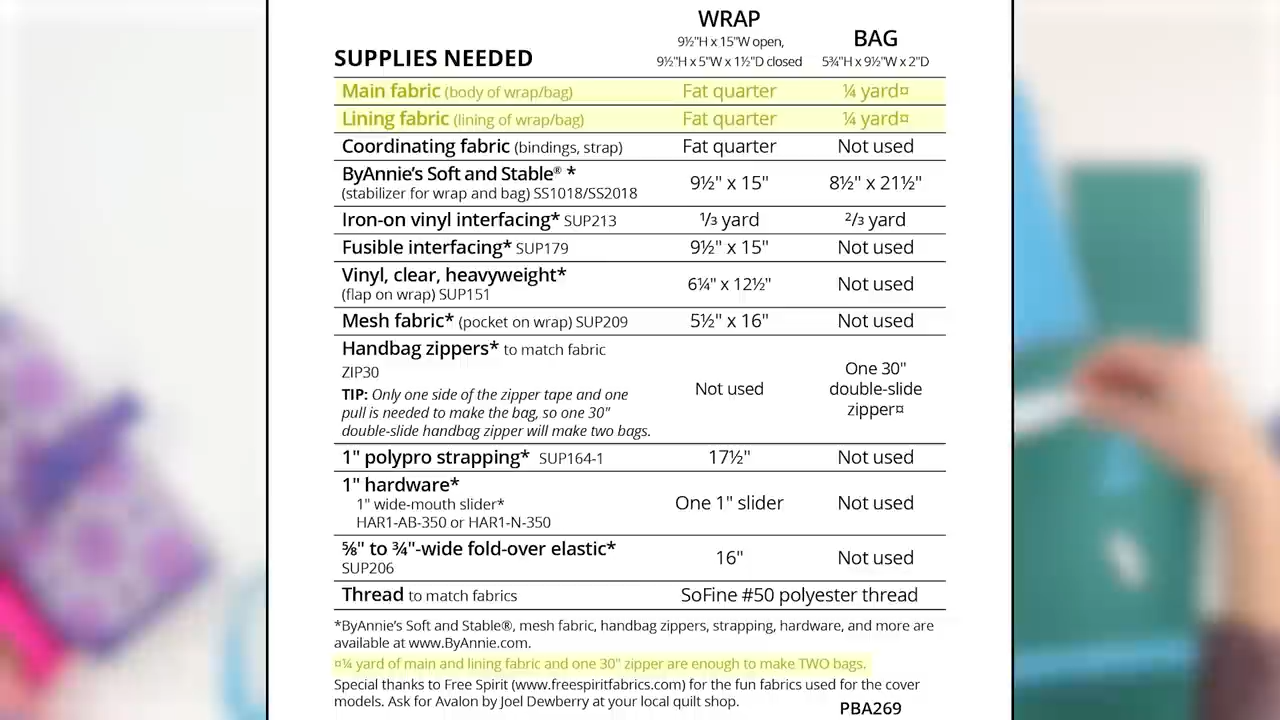 WRAP
9½"H x 15"W open,
9½"H x 5"W x 1½"D closed
BAG
5¾"H x 9½"W x 2"D
SUPPLIES NEEDED
Main fabric (body of wrap/bag) Fat quarter ¼ yard¤
Lining fabric (lining of wrap/bag) Fat quarter ¼ yard¤
Coordinating fabric (bindings, strap) Fat quarter Not used
ByAnnie's Soft and Stable® *
(stabilizer for wrap and bag) SS1018/SS2018 9½" x 15" 8½" x 21½"
Iron-on vinyl interfacing* SUP213 ⅓ yard ⅔ yard
Fusible interfacing* SUP179 9½" x 15" Not used
Vinyl, clear, heavyweight*
(flap on wrap) SUP151 6¼" x 12½" Not used
Mesh fabric* (pocket on wrap) SUP209 5½" x 16" Not used
Handbag zippers* to match fabric
ZIP30
TIP: Only one side of the zipper tape and one
pull is needed to make the bag, so one 30"
double-slide handbag zipper will make two bags.
Not used
One 30"
double-slide
zipper¤
1" polypro strapping* SUP164-1 17½" Not used
1" hardware*
1" wide-mouth slider*
HAR1-AB-350 or HAR1-N-350
One 1" slider Not used
⅝" to ¾"-wide fold-over elastic*
SUP206
16" Not used
Thread to match fabrics SoFine #50 polyester thread
*ByAnnie's Soft and Stable®, mesh fabric, handbag zippers, strapping, hardware, and more are
available at www.ByAnnie.com.
¤¼ yard of main and lining fabric and one 30" zipper are enough to make TWO bags.
Special thanks to Free Spirit (www.freespiritfabrics.com) for the fun fabrics used for the cover
models. Ask for Avalon by Joel Dewberry at your local quilt shop.
PBA269